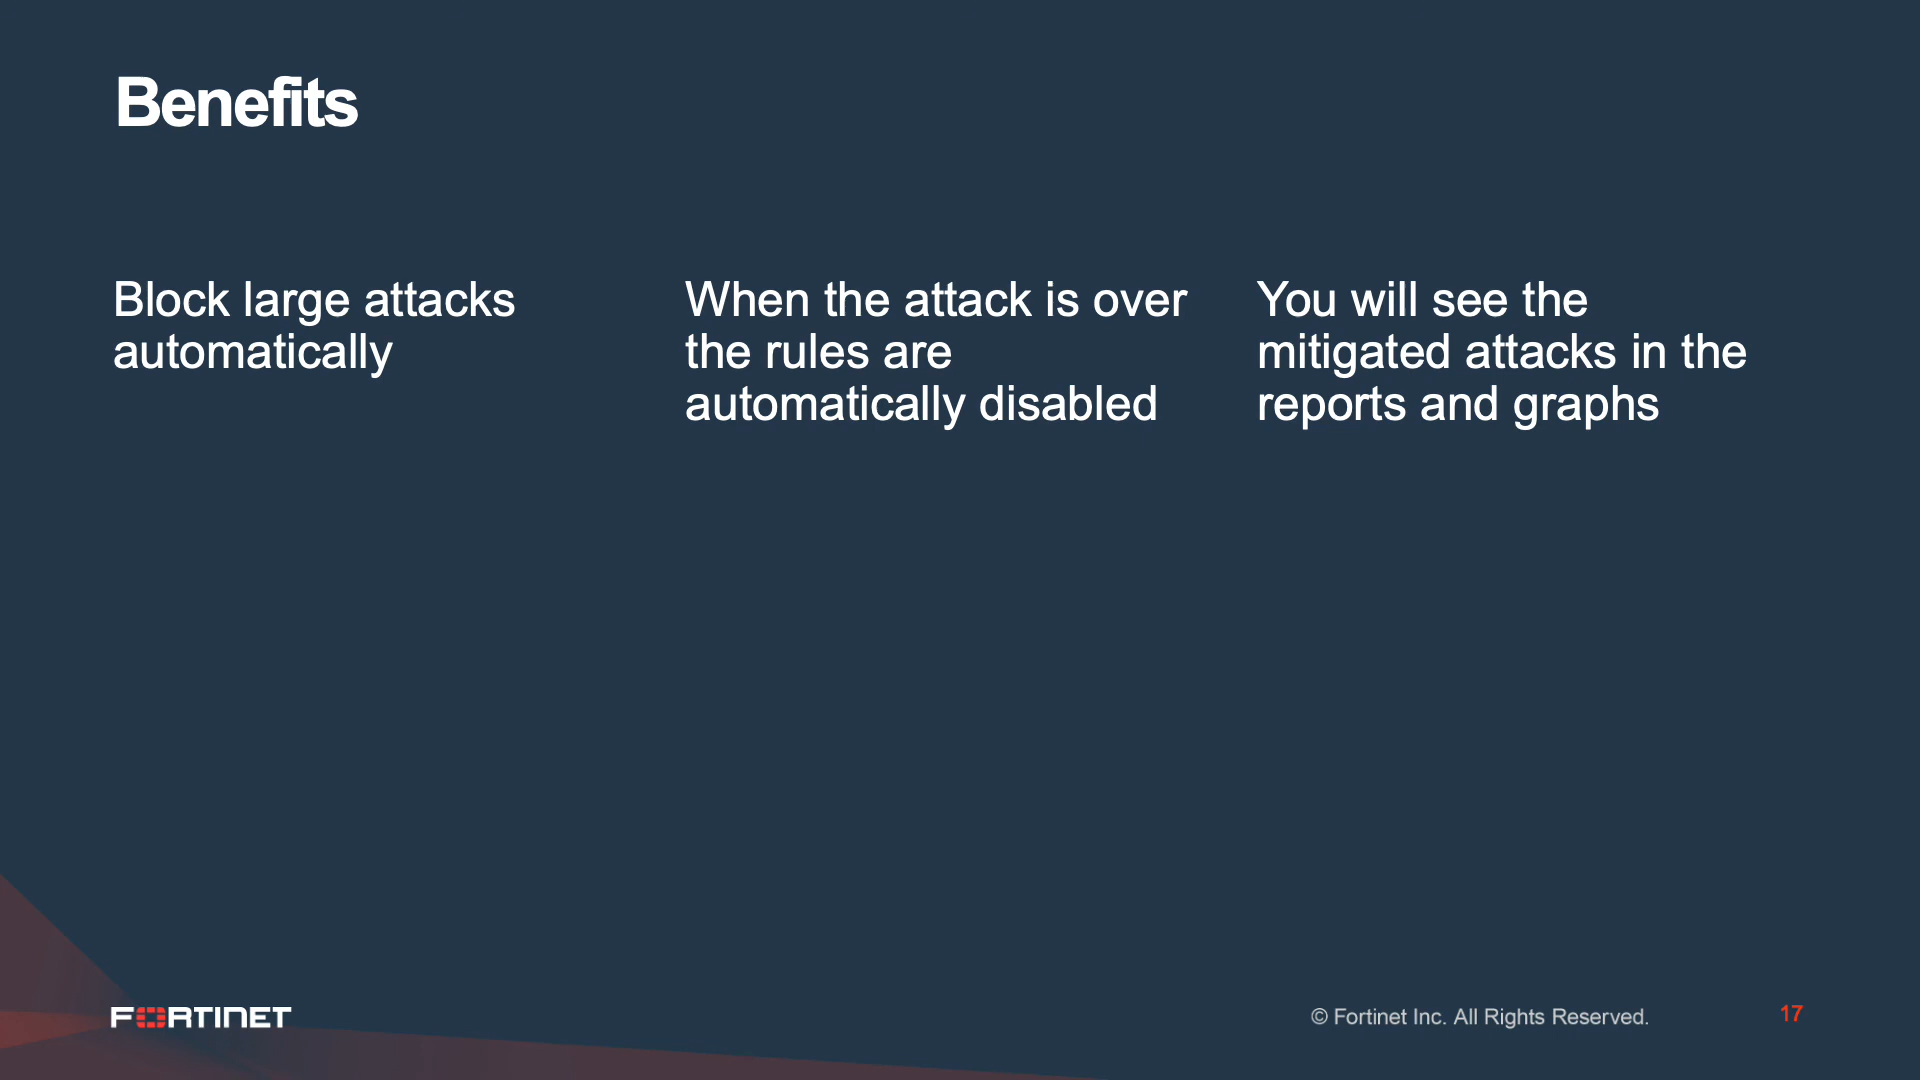 Benefits
Block large attacks
automatically
When the attack is over
the rules are
automatically disabled
You will see the
mitigated attacks in the
reports and graphs
FORTINET
© Fortinet Inc. All Rights Reserved.
17